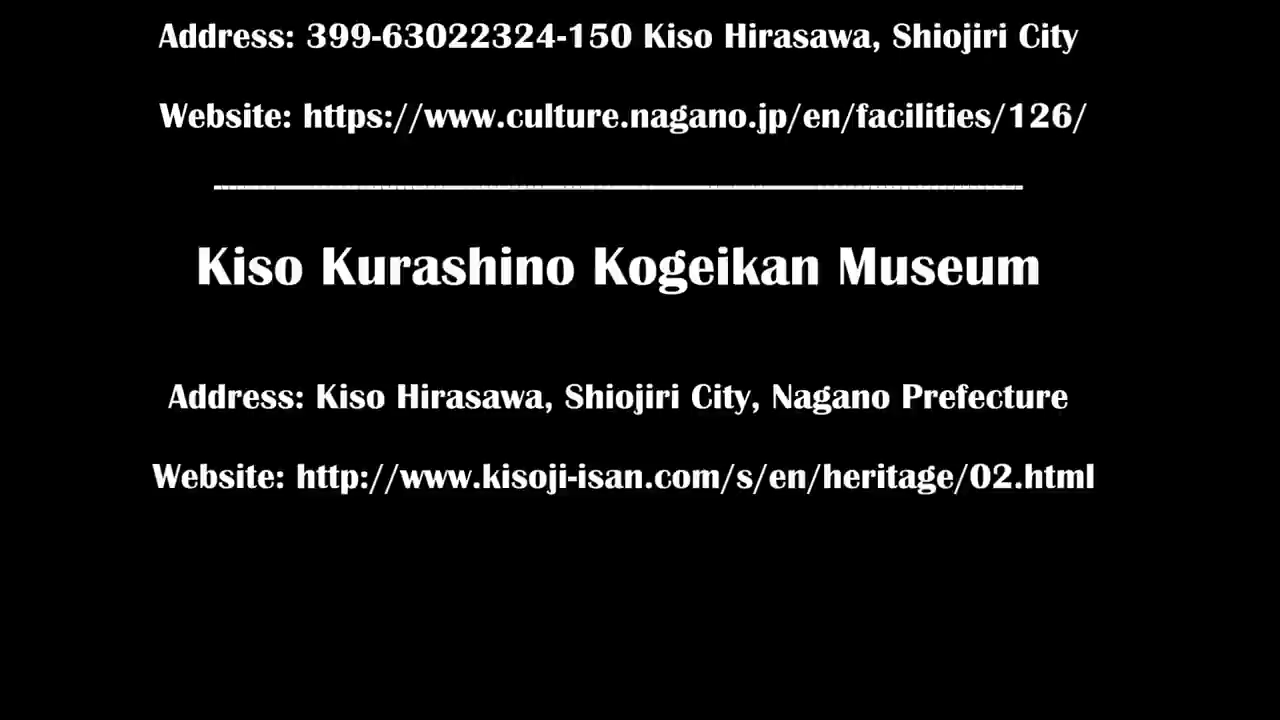 Address: 399-63022324-150 Kiso Hirasawa, Shiojiri City
Website: https://www.culture.nagano.jp/en/facilities/126/
Kiso Kurashino Kogeikan Museum
Address: Kiso Hirasawa, Shiojiri City, Nagano Prefecture
Website: http://www.kisoji-isan.com/s/en/heritage/02.html